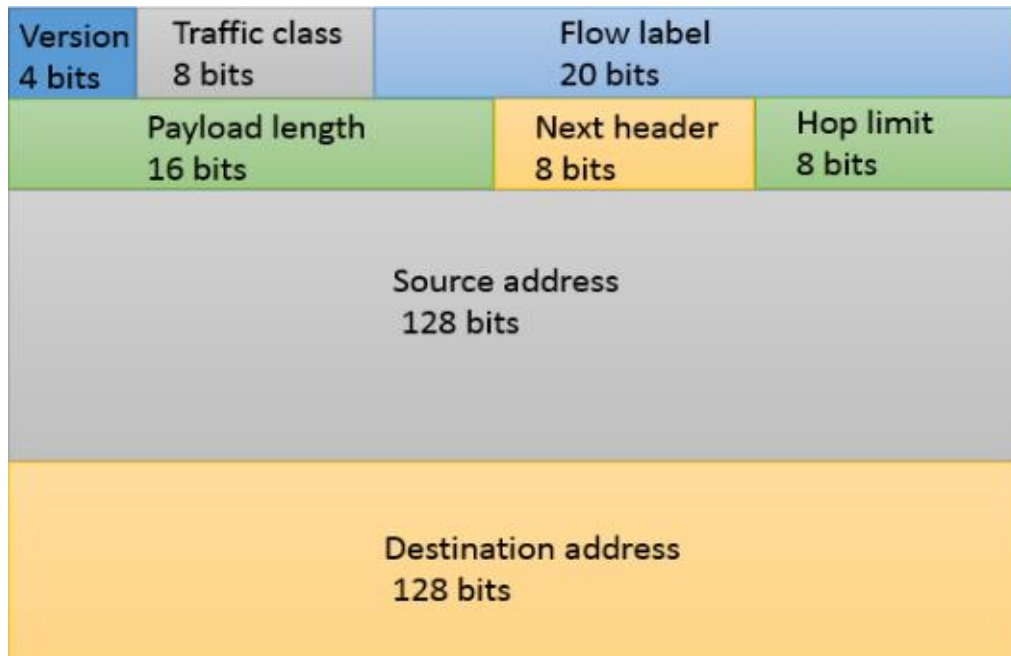 Version
4 bits
Traffic class
8 bits
Flow label
20 bits
Payload length
16 bits
Next header
8 bits
Hop limit
8 bits
Source address
128 bits
Destination address
128 bits